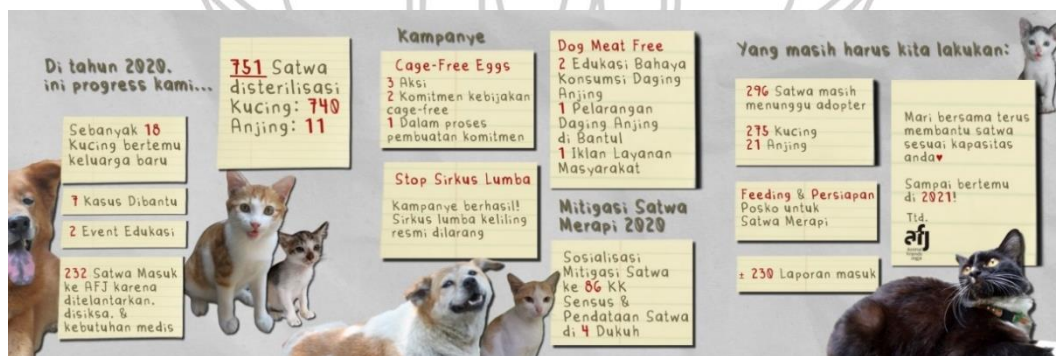 Di tahun 2020,
ini progress kami...
Sebanyak 18
Kucing bertemu
keluarga baru
7 Kasus Dibantu
2 Event Edukasi
232 Satwa Masuk
ke AFJ karena
ditelantarkan,
disiksa, &
kebutuhan medis
751 Satwa
disterilisasi
Kucing: 740
Anjing: 11
Kampanye
Cage-Free Eggs
3 Aksi
2 Komitmen kebijakan
cage-free
1 Dalam proses
pembuatan komitmen
Stop Sirkus Lumba
Kampanye berhasil!
Sirkus lumba keliling
resmi dilarang
Dog Meat Free
2 Edukasi Bahaya
Konsumsi Daging
Anjing
1 Pelarangan
Daging Anjing
di Bantul
1 Iklan Layanan
Masyarakat
Mitigasi Satwa
Merapi 2020
Sosialisasi
Mitigasi Satwa
ke 86 KK
Sensus &
Pendataan Satwa
di 4 Dukuh
Yang masih harus kita lakukan:
296 Satwa masih
menunggu adopter
275 Kucing
21 Anjing
Feeding & Persiapan
Posko untuk
Satwa Merapi
± 230 Laporan masuk
Mari bersama terus
membantu satwa
sesuai kapasitas
anda♥
Sampai bertemu
di 2021!
Ttd.
afj